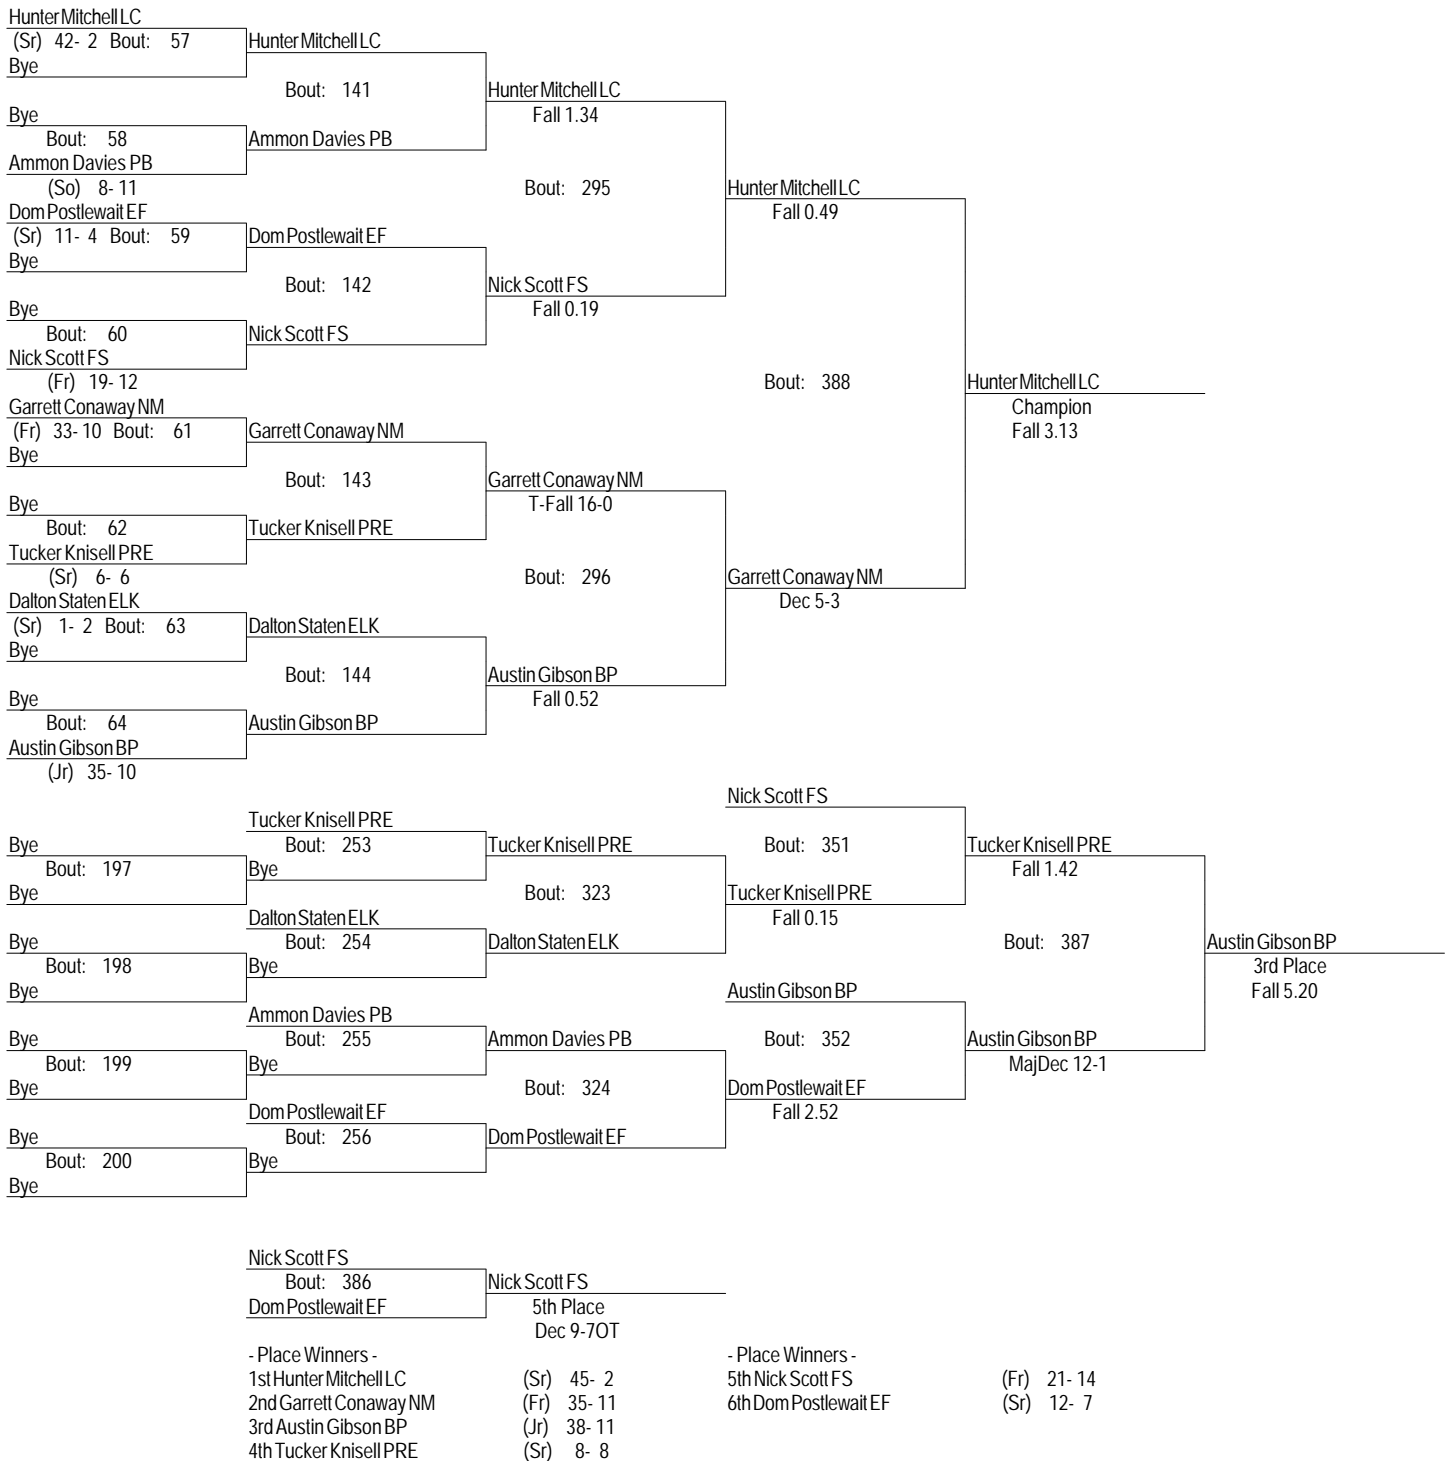 Hunter Mitchell LC
(Sr) 42- 2 Bout: 57
Hunter Mitchell LC
Bye
Bout: 141
Hunter Mitchell LC
Bye
Fall 1.34
Bout: 58
Ammon Davies PB
Ammon Davies PB
(So) 8- 11
Bout: 295
Hunter Mitchell LC
Dom Postlewait EF
Fall 0.49
(Sr) 11- 4 Bout: 59
Dom Postlewait EF
Bye
Bout: 142
Nick Scott FS
Bye
Fall 0.19
Bout: 60
Nick Scott FS
Nick Scott FS
(Fr) 19- 12
Bout: 388
Hunter Mitchell LC
Garrett Conaway NM
Champion
(Fr) 33- 10 Bout: 61
Garrett Conaway NM
Fall 3.13
Bye
Bout: 143
Garrett Conaway NM
Bye
T-Fall 16-0
Bout: 62
Tucker Knisell PRE
Tucker Knisell PRE
(Sr) 6- 6
Bout: 296
Garrett Conaway NM
Dalton Staten ELK
Dec 5-3
(Sr) 1- 2 Bout: 63
Dalton Staten ELK
Bye
Bout: 144
Austin Gibson BP
Bye
Fall 0.52
Bout: 64
Austin Gibson BP
Austin Gibson BP
(Jr) 35- 10
Nick Scott FS
Tucker Knisell PRE
Bye
Bout: 253
Tucker Knisell PRE
Bout: 351
Tucker Knisell PRE
Bout: 197
Bye
Fall 1.42
Bye
Bout: 323
Tucker Knisell PRE
Dalton Staten ELK
Fall 0.15
Bye
Bout: 254
Dalton Staten ELK
Bout: 387
Austin Gibson BP
Bout: 198
Bye
3rd Place
Bye
Austin Gibson BP
Fall 5.20
Ammon Davies PB
Bye
Bout: 255
Ammon Davies PB
Bout: 352
Austin Gibson BP
Bout: 199
Bye
MajDec 12-1
Bye
Bout: 324
Dom Postlewait EF
Dom Postlewait EF
Fall 2.52
Bye
Bout: 256
Dom Postlewait EF
Bout: 200
Bye
Bye
Nick Scott FS
Bout: 386
Nick Scott FS
Dom Postlewait EF
5th Place
Dec 9-7OT
- Place Winners -
1st Hunter Mitchell LC (Sr) 45- 2
2nd Garrett Conaway NM (Fr) 35- 11
3rd Austin Gibson BP (Jr) 38- 11
4th Tucker Knisell PRE (Sr) 8- 8
- Place Winners -
5th Nick Scott FS (Fr) 21- 14
6th Dom Postlewait EF (Sr) 12- 7